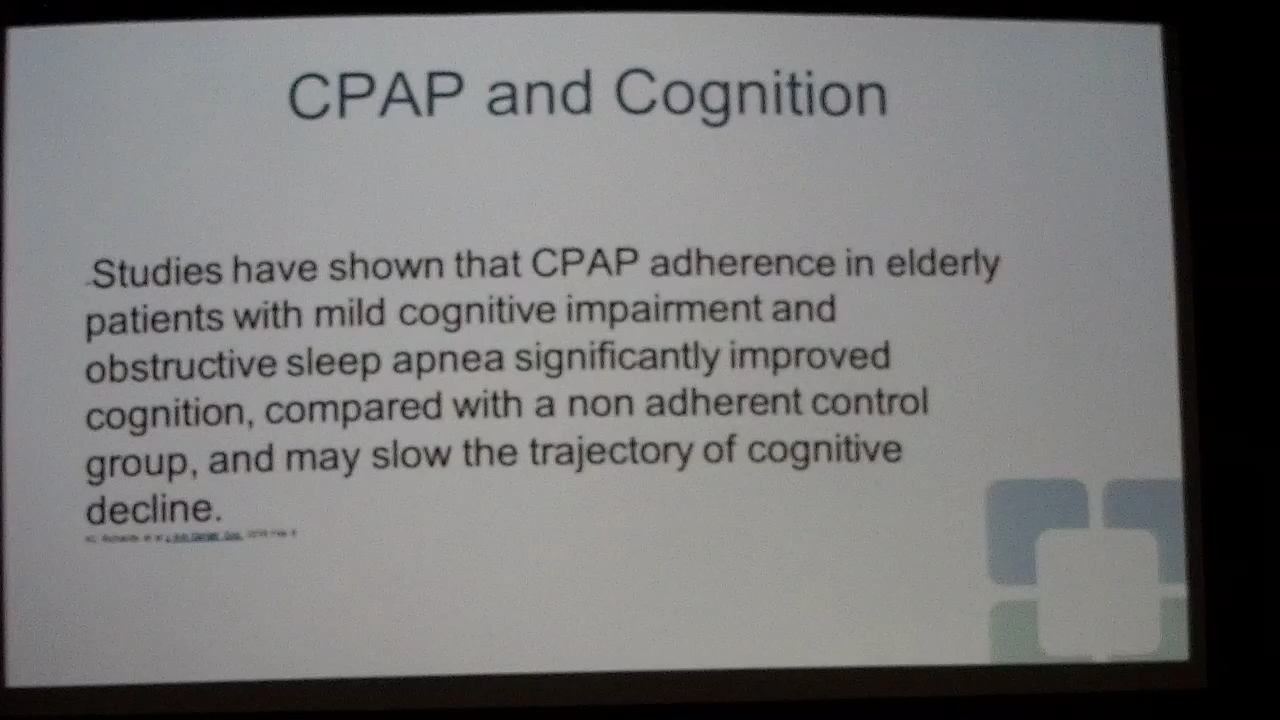 CPAP and Cognition
Studies have shown that CPAP adherence in elderly
patients with mild cognitive impairment and
obstructive sleep apnea significantly improved
cognition, compared with a non adherent control
group, and may slow the trajectory of cognitive
decline.